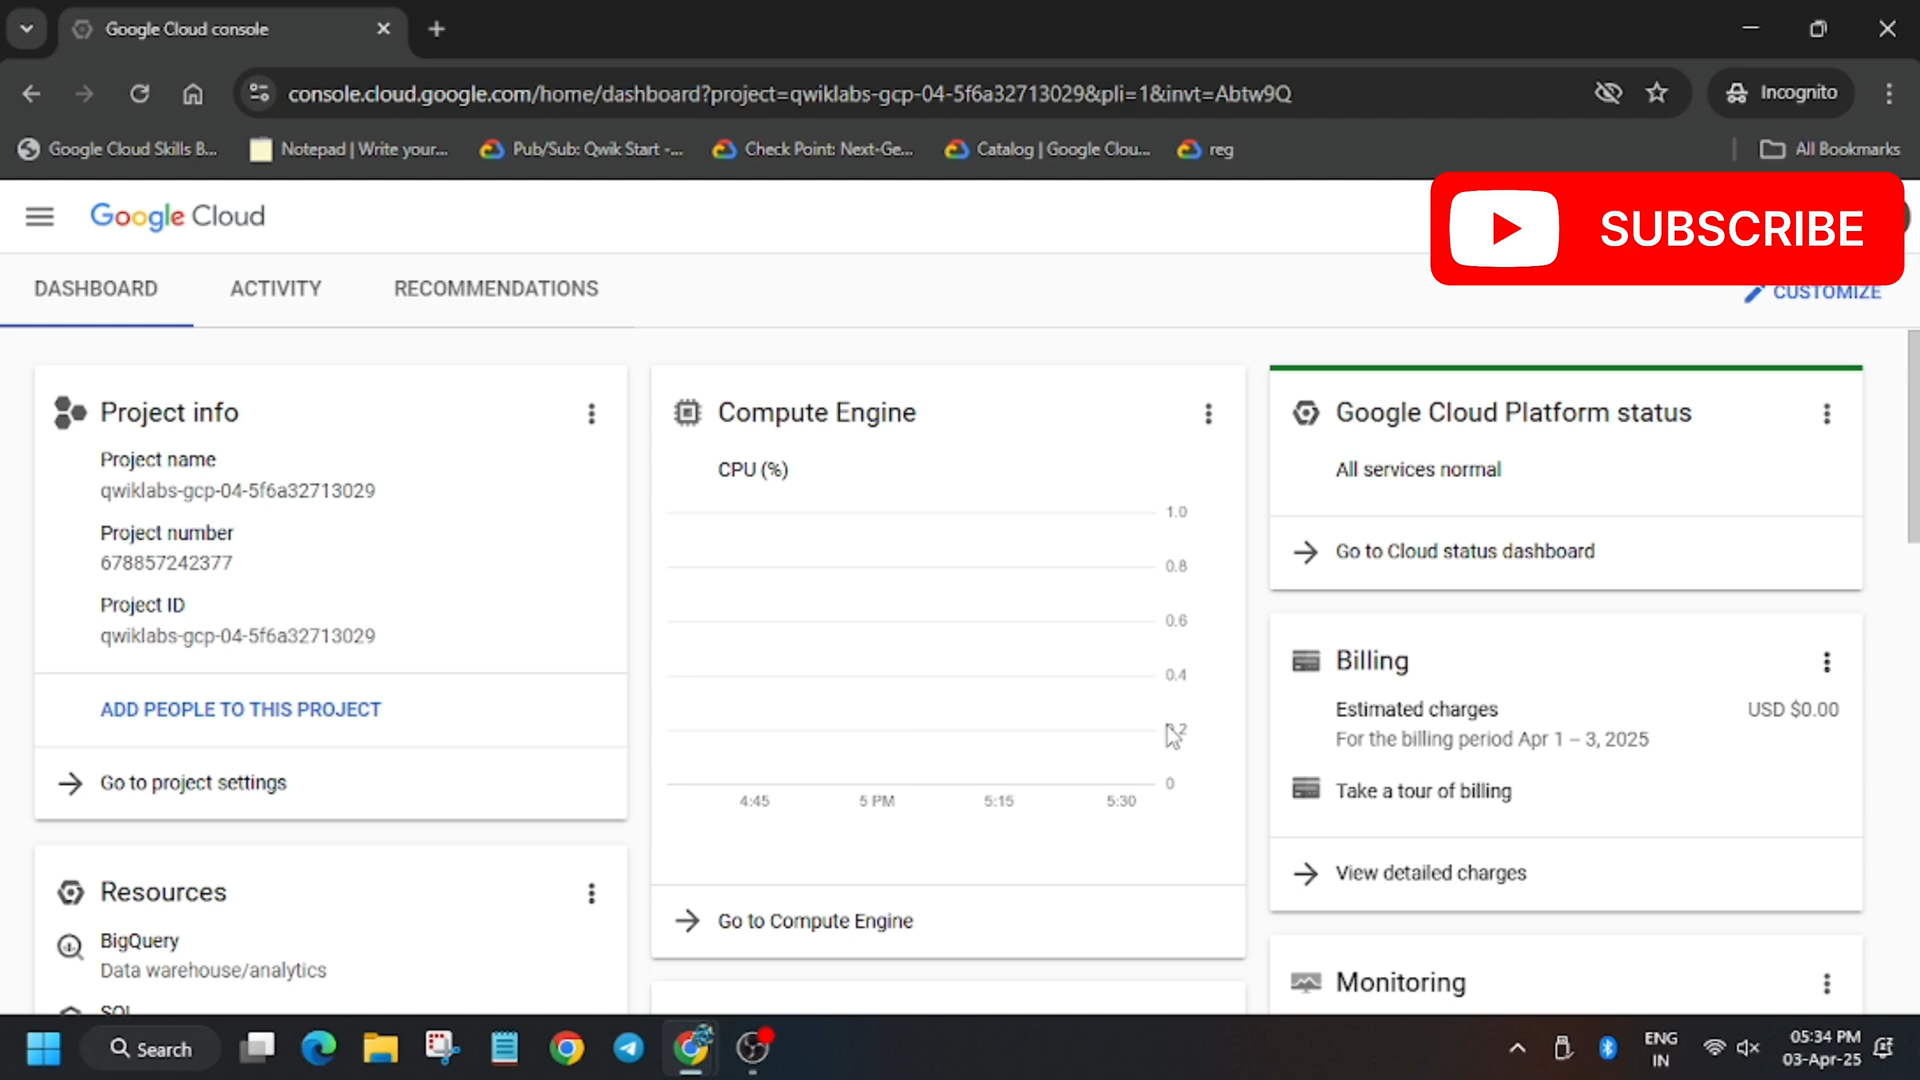 Google Cloud console
console.cloud.google.com/home/dashboard?project=qwiklabs-gcp-04-5f6a32713029&pli=1&invt=Abtw9Q
Incognito
Google Cloud Skills B...
Notepad | Write your...
Pub/Sub: Qwik Start -...
Check Point: Next-Ge...
Catalog | Google Clou...
reg
All Bookmarks
Google Cloud
SUBSCRIBE
DASHBOARD
ACTIVITY
RECOMMENDATIONS
CUSTOMIZE
Project info
Project name
qwiklabs-gcp-04-5f6a32713029
Project number
678857242377
Project ID
qwiklabs-gcp-04-5f6a32713029
ADD PEOPLE TO THIS PROJECT
Go to project settings
Resources
BigQuery
Data warehouse/analytics
SQL
Compute Engine
CPU (%)
1.0
0.8
0.6
0.4
0
4:45 5 PM 5:15 5:30
Go to Compute Engine
Google Cloud Platform status
All services normal
Go to Cloud status dashboard
Billing
Estimated charges USD $0.00
For the billing period Apr 1 – 3, 2025
Take a tour of billing
View detailed charges
Monitoring
Search
ENG
IN
05:34 PM
03-Apr-25